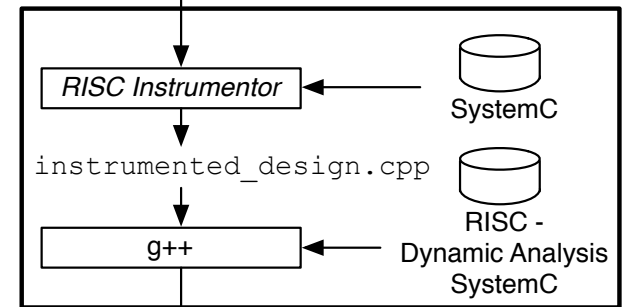 RISC Instrumentor
SystemC
instrumented_design.cpp
g++
RISC -
Dynamic Analysis
SystemC